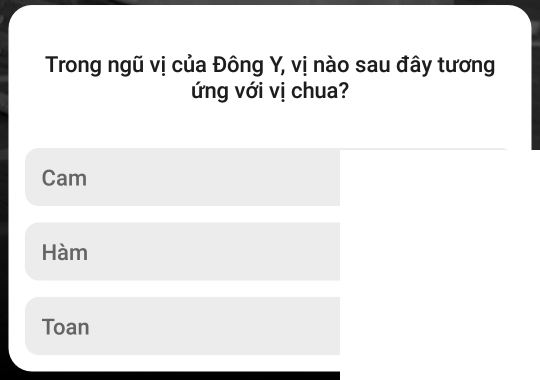 Trong ngũ vị của Đông Y, vị nào sau đây tương
ứng với vị chua?
Cam
Hàm
Toan